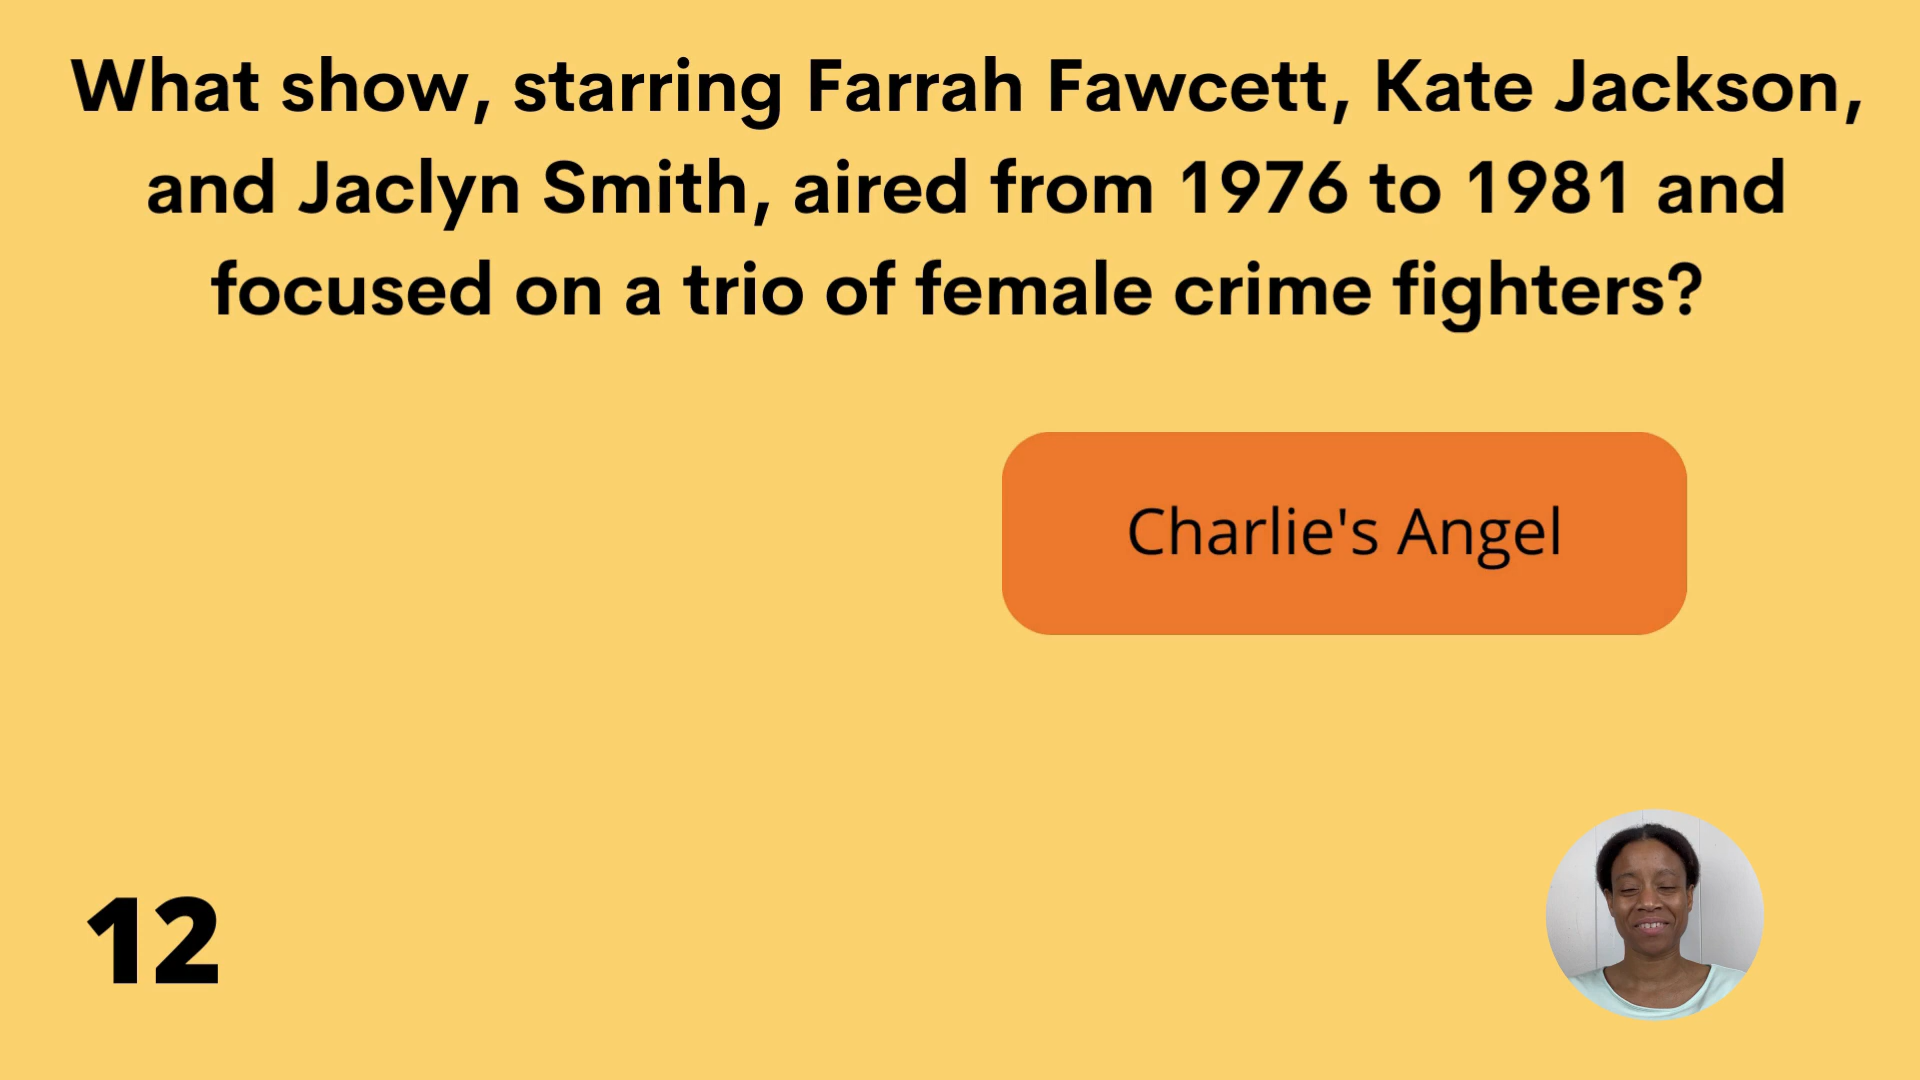 What show, starring Farrah Fawcett, Kate Jackson,
and Jaclyn Smith, aired from 1976 to 1981 and
focused on a trio of female crime fighters?
Charlie's Angel
12